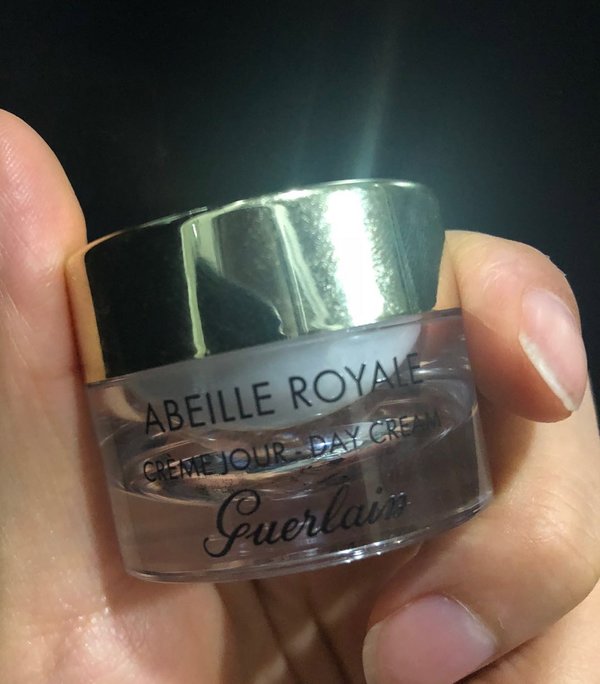 ABEILLE ROYALE
CRÈME JOUR - DAY CREAM
Guerlain